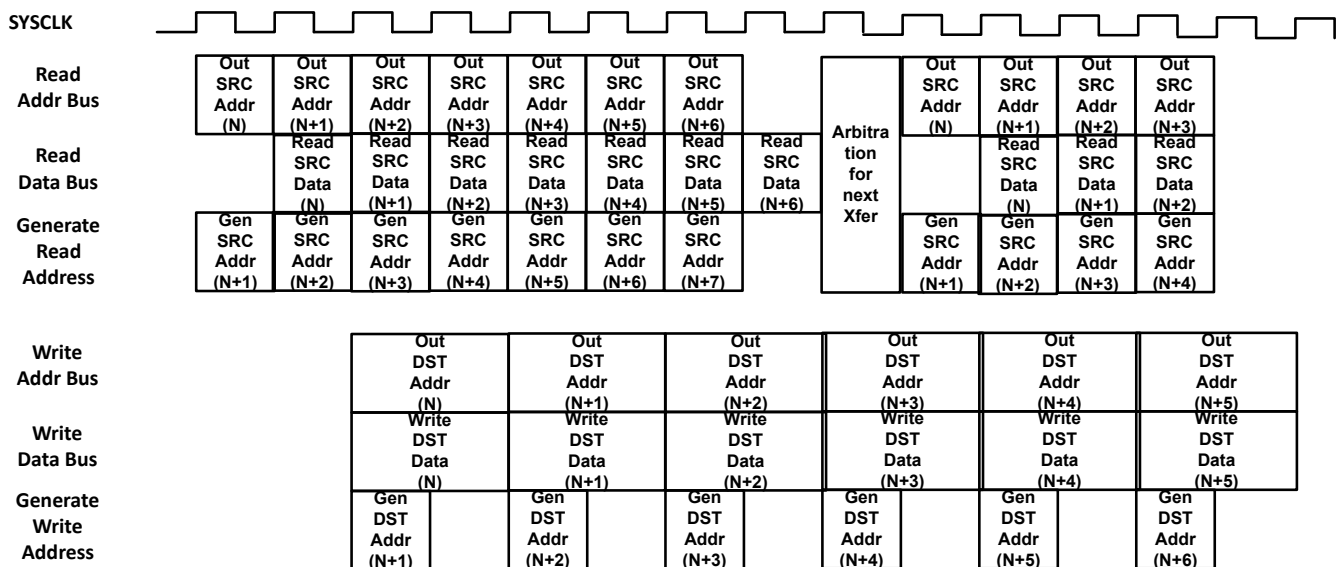 SYSCLK
Read
Addr Bus
Out
SRC
Addr
(N)
Out
SRC
Addr
(N+1)
Out
SRC
Addr
(N+2)
Out
SRC
Addr
(N+3)
Out
SRC
Addr
(N+4)
Out
SRC
Addr
(N+5)
Out
SRC
Addr
(N+6)
Arbitra
tion
for
next
Xfer
Out
SRC
Addr
(N)
Out
SRC
Addr
(N+1)
Out
SRC
Addr
(N+2)
Out
SRC
Addr
(N+3)
Read
Data Bus
Read
SRC
Data
(N)
Read
SRC
Data
(N+1)
Read
SRC
Data
(N+2)
Read
SRC
Data
(N+3)
Read
SRC
Data
(N+4)
Read
SRC
Data
(N+5)
Read
SRC
Data
(N+6)
Read
SRC
Data
(N)
Read
SRC
Data
(N+1)
Read
SRC
Data
(N+2)
Generate
Read
Address
Gen
SRC
Addr
(N+1)
Gen
SRC
Addr
(N+2)
Gen
SRC
Addr
(N+3)
Gen
SRC
Addr
(N+4)
Gen
SRC
Addr
(N+5)
Gen
SRC
Addr
(N+6)
Gen
SRC
Addr
(N+7)
Gen
SRC
Addr
(N+1)
Gen
SRC
Addr
(N+2)
Gen
SRC
Addr
(N+3)
Gen
SRC
Addr
(N+4)
Write
Addr Bus
Out
DST
Addr
(N)
Out
DST
Addr
(N+1)
Out
DST
Addr
(N+2)
Out
DST
Addr
(N+3)
Out
DST
Addr
(N+4)
Out
DST
Addr
(N+5)
Write
Data Bus
Write
DST
Data
(N)
Write
DST
Data
(N+1)
Write
DST
Data
(N+2)
Write
DST
Data
(N+3)
Write
DST
Data
(N+4)
Write
DST
Data
(N+5)
Generate
Write
Address
Gen
DST
Addr
(N+1)
Gen
DST
Addr
(N+2)
Gen
DST
Addr
(N+3)
Gen
DST
Addr
(N+4)
Gen
DST
Addr
(N+5)
Gen
DST
Addr
(N+6)